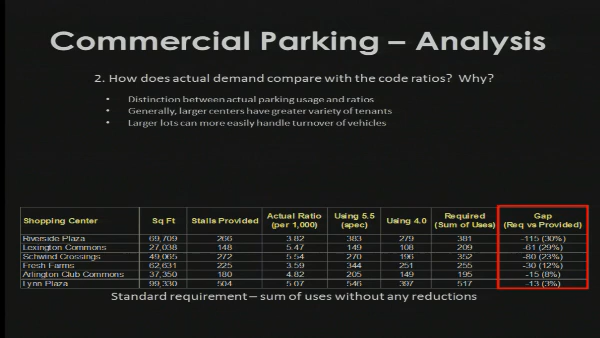 Commercial Parking – Analysis
2. How does actual demand compare with the code ratios? Why?
• Distinction between actual parking usage and ratios
• Generally, larger centers have greater variety of tenants
• Larger lots can more easily handle turnover of vehicles
Shopping Center Sq Ft Stalls Provided Actual Ratio (per 1,000) Using 5.5 (spec) Using 4.0 Required (Sum of Uses) Gap (Req vs Provided)
Riverside Plaza 69,709 266 3.82 383 279 381 -115 (30%)
Lexington Commons 27,038 148 5.47 149 108 209 -61 (29%)
Schwind Crossings 49,065 272 5.54 270 196 352 -80 (23%)
Fresh Farms 62,631 225 3.59 344 251 255 -30 (12%)
Arlington Club Commons 37,350 180 4.82 205 149 195 -15 (8%)
Lynn Plaza 99,330 504 5.07 546 397 517 -13 (3%)
Standard requirement – sum of uses without any reductions